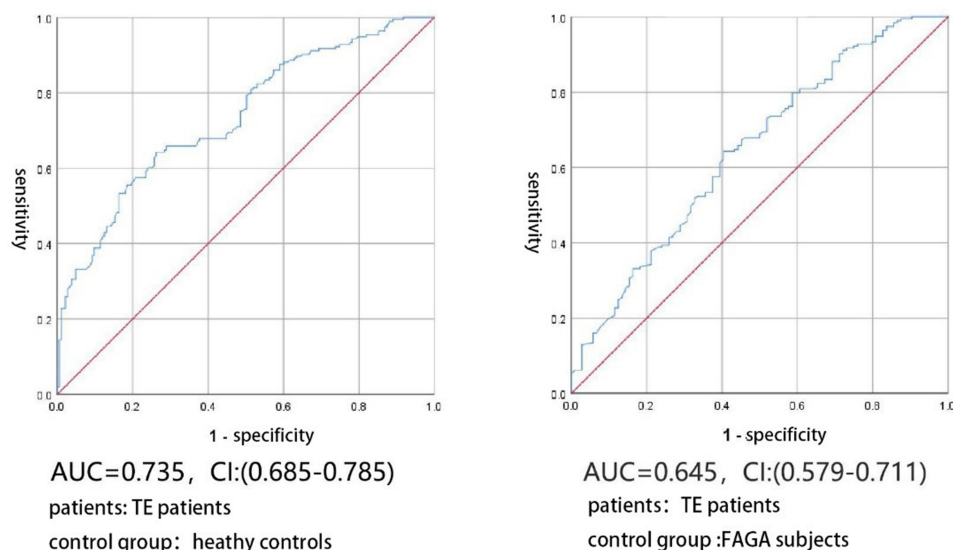 1.0
0.8
0.6
0.4
0.2
0.0
sensitivity
0.0 0.2 0.4 0.6 0.8 1.0
1 - specificity
AUC=0.735, CI:(0.685-0.785)
patients: TE patients
control group: heathy controls
1.0
0.8
0.6
0.4
0.2
0.0
sensitivity
0.0 0.2 0.4 0.6 0.8 1.0
1 - specificity
AUC=0.645, CI:(0.579-0.711)
patients: TE patients
control group :FAGA subjects